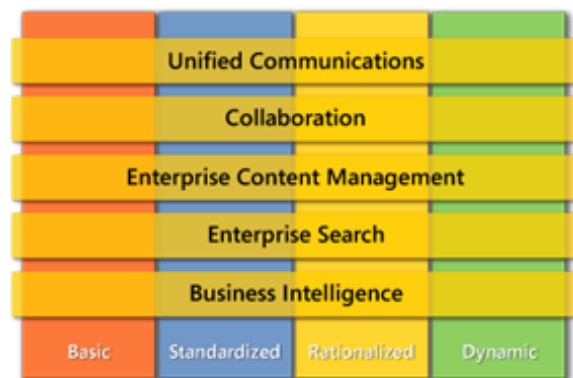 Unified Communications
Collaboration
Enterprise Content Management
Enterprise Search
Business Intelligence
Basic Standardized Rationalized Dynamic